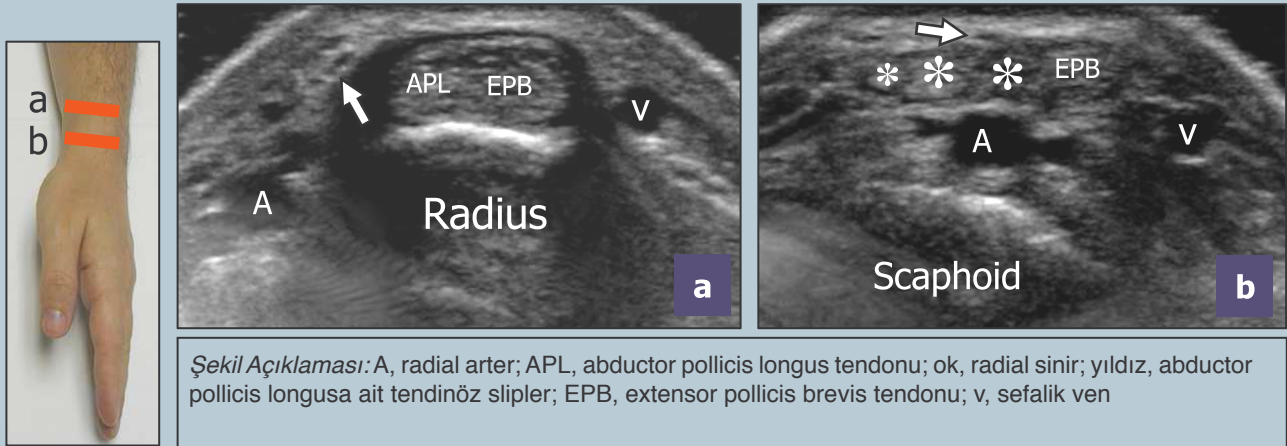 a
b
APL EPB
v
A
Radius
a
* * * EPB
A
v
Scaphoid
b
Şekil Açıklaması: A, radial arter; APL, abductor pollicis longus tendonu; ok, radial sinir; yıldız, abductor
pollicis longusa ait tendinöz slipler; EPB, extensor pollicis brevis tendonu; v, sefalik ven